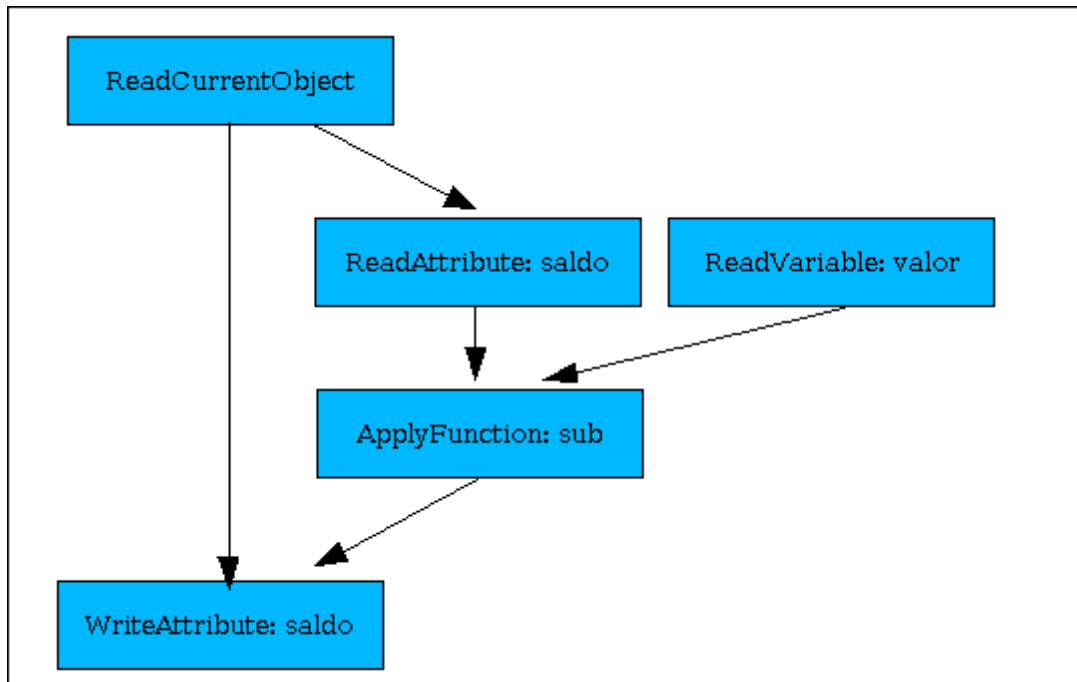 ReadCurrentObject
ReadAttribute: saldo
ReadVariable: valor
ApplyFunction: sub
WriteAttribute: saldo